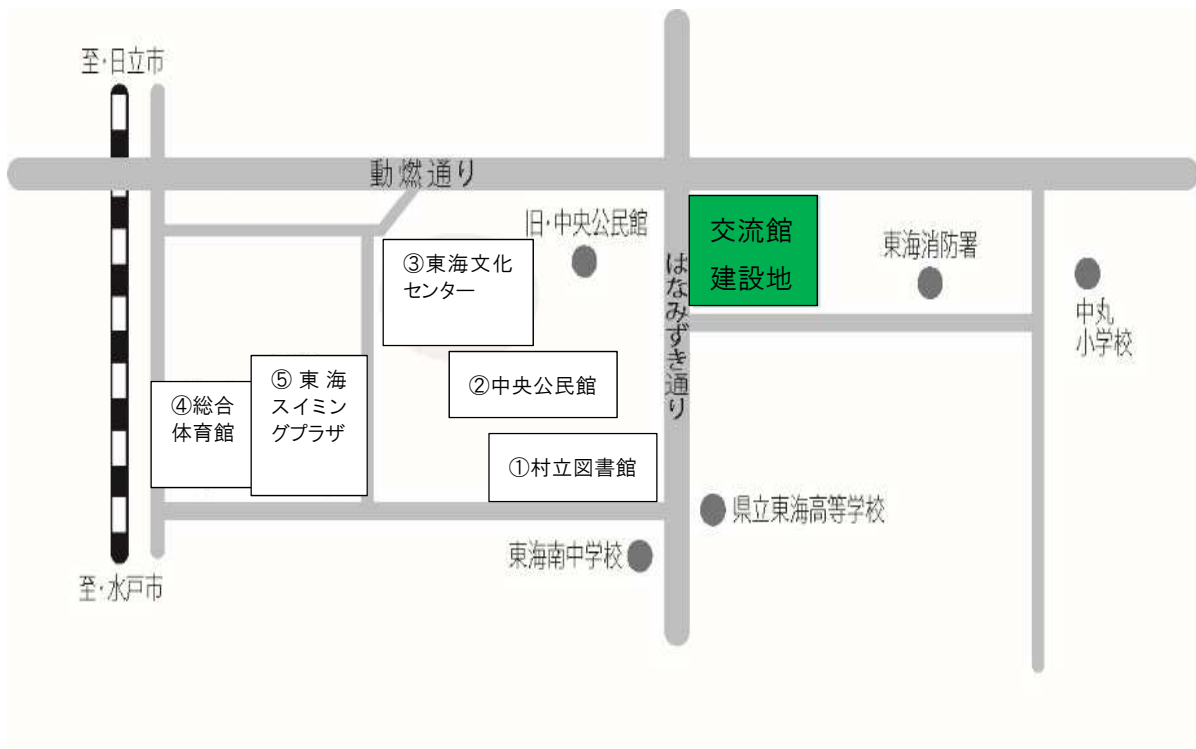 至・日立市
動燃通り
旧・中央公民館
交流館
建設地
東海消防署
③東海文化
センター
はなみずき通り
中丸
小学校
②中央公民館
⑤東海
スイミン
グプラザ
④総合
体育館
①村立図書館
県立東海高等学校
東海南中学校
至・水戸市